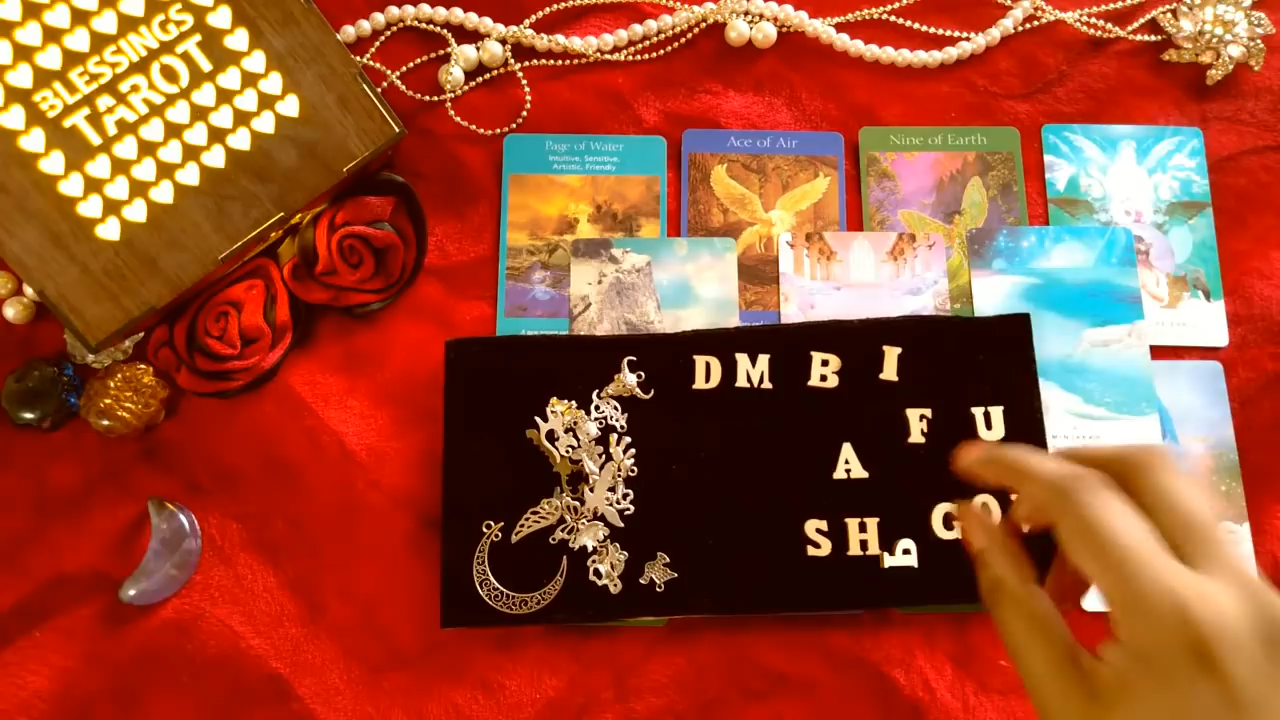 BLESSINGS
TAROT
Page of Water
Intuitive, Sensitive,
Artistic, Friendly
Ace of Air
Nine of Earth
D M B I
F U
A
S H P G O